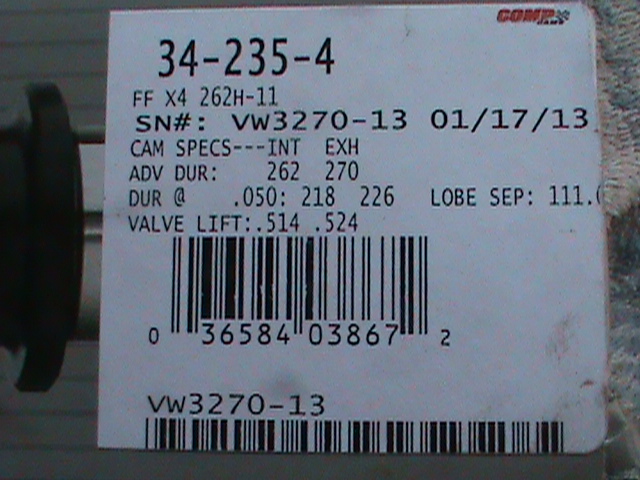 COMP
CAMS
34-235-4
FF X4 262H-11
SN#: VW3270-13 01/17/13
CAM SPECS---INT EXH
ADV DUR: 262 270
DUR @ .050: 218 226 LOBE SEP: 111.
VALVE LIFT:.514 .524
0 36584 03867 2
VW3270-13